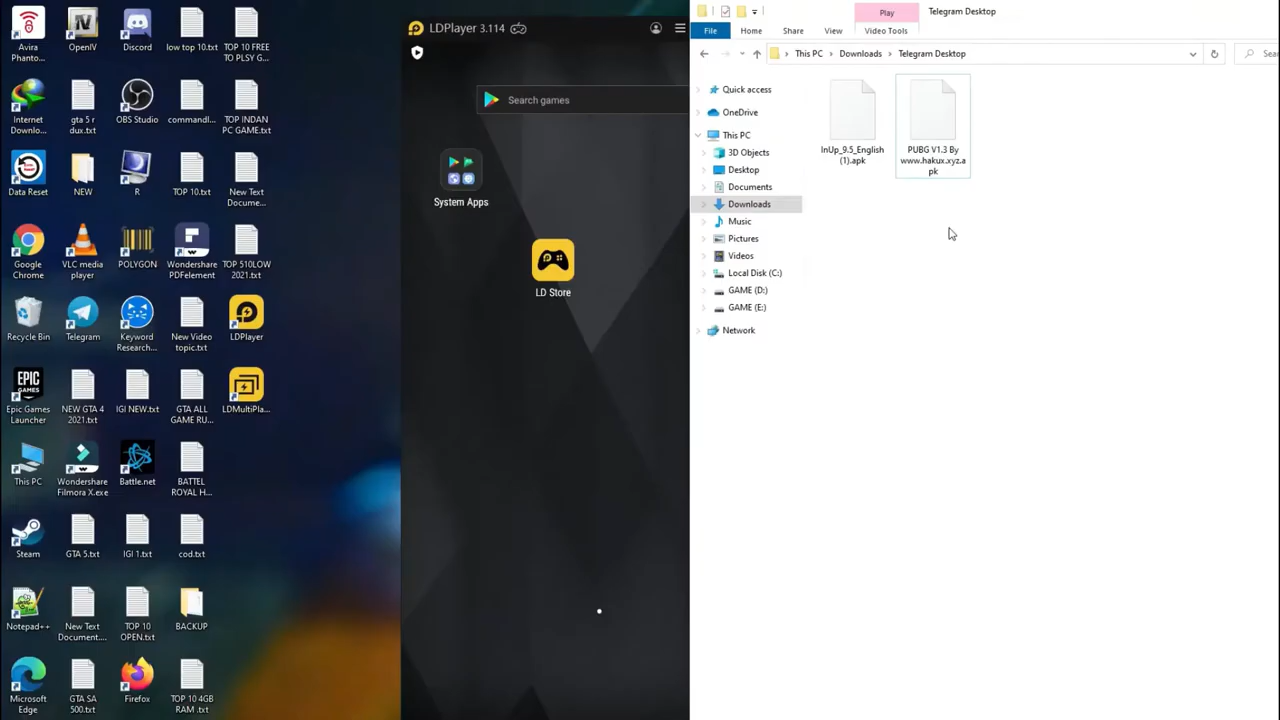 Avira
Phanto...
OpenIV
Discord
low top 10.txt
TOP 10 FREE
TO PLSY G...
Internet
Downlo...
gta 5 r
dux.txt
OBS Studio
commandl...
TOP INDAN
PC GAME.txt
Data Reset
NEW
R
TOP 10.txt
New Text
Docume...
Google
Chrome
VLC media
player
POLYGON
Wondershare
PDFelement
TOP 510LOW
2021.txt
ecycle Bin
Telegram
Keyword
Research...
New Video
topic.txt
LDPlayer
EPIC
GAMES
Epic Games
Launcher
NEW GTA 4
2021.txt
IGI NEW.txt
GTA ALL
GAME RU...
LDMultiPla...
This PC
Wondershare
Filmora X.exe
Battle.net
BATTEL
ROYAL H...
Steam
GTA 5.txt
IGI 1.txt
cod.txt
Notepad++
New Text
Document....
TOP 10
OPEN.txt
BACKUP
Microsoft
Edge
GTA SA
500.txt
Firefox
TOP 10 4GB
RAM .txt
LDPlayer 3.114
Search games
System Apps
LD Store
Play
Telegram Desktop
File
Home
Share
View
Video Tools
This PC
Downloads
Telegram Desktop
Sea
Quick access
OneDrive
This PC
3D Objects
Desktop
Documents
Downloads
Music
Pictures
Videos
Local Disk (C:)
GAME (D:)
GAME (E:)
Network
InUp_9.5_English
(1).apk
PUBG V1.3 By
www.hakux.xyz.a
pk